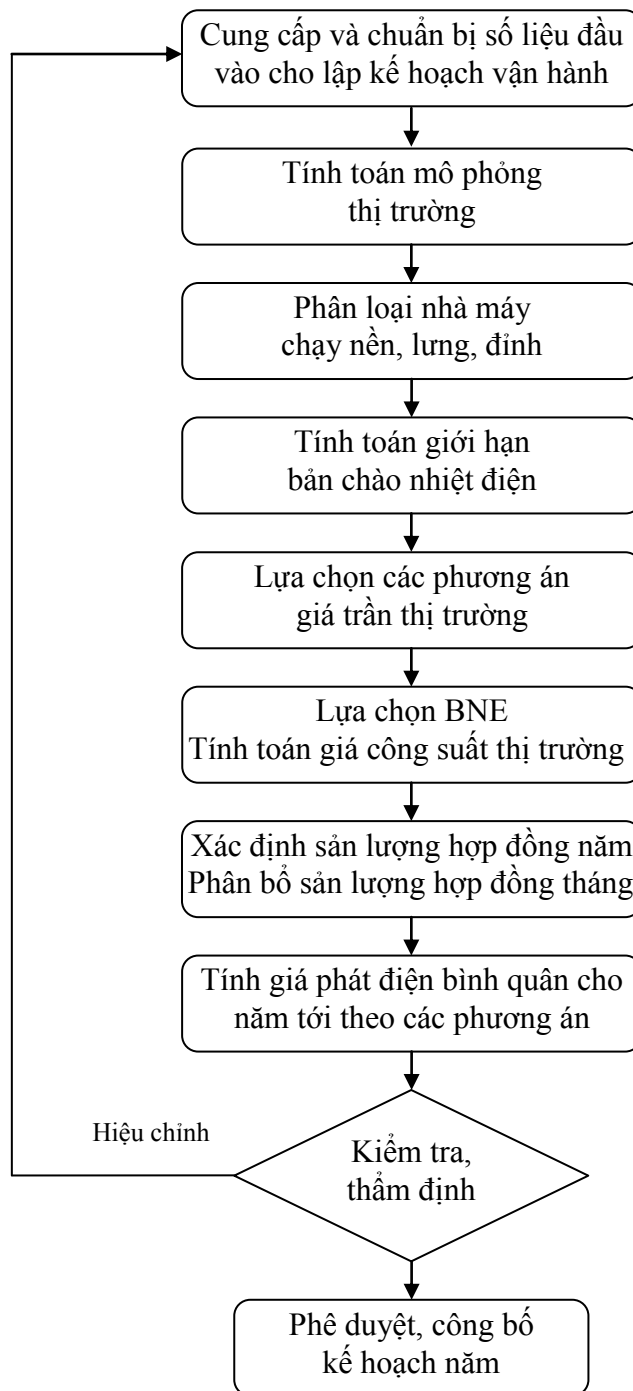 Cung cấp và chuẩn bị số liệu đầu
vào cho lập kế hoạch vận hành
Tính toán mô phỏng
thị trường
Phân loại nhà máy
chạy nền, lưng, đỉnh
Tính toán giới hạn
bản chào nhiệt điện
Lựa chọn các phương án
giá trần thị trường
Lựa chọn BNE
Tính toán giá công suất thị trường
Xác định sản lượng hợp đồng năm
Phân bổ sản lượng hợp đồng tháng
Tính giá phát điện bình quân cho
năm tới theo các phương án
Hiệu chỉnh
Kiểm tra,
thẩm định
Phê duyệt, công bố
kế hoạch năm